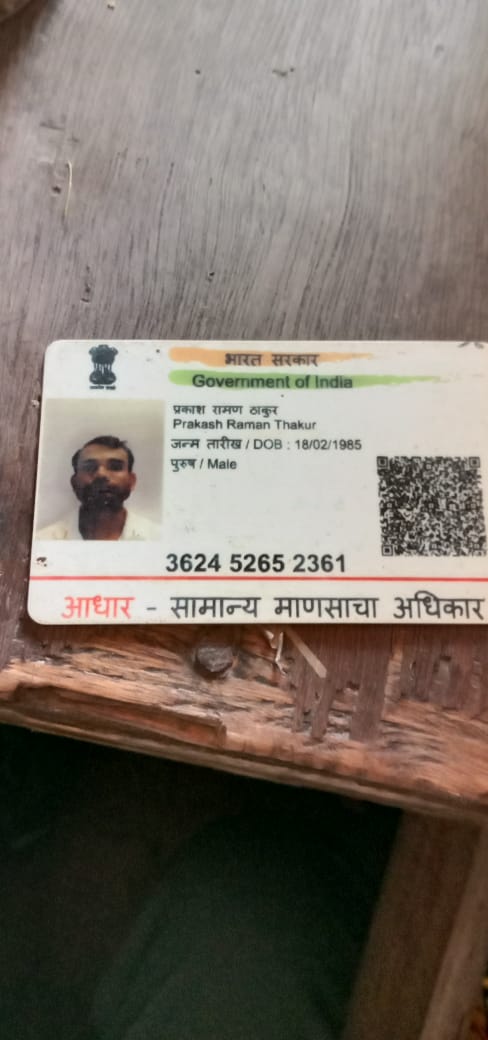 भारत सरकार
Government of India
प्रकाश रामण ठाकुर
Prakash Raman Thakur
जन्म तारीख / DOB : 18/02/1985
पुरुष / Male
3624 5265 2361
आधार - सामान्य माणसाचा अधिकार